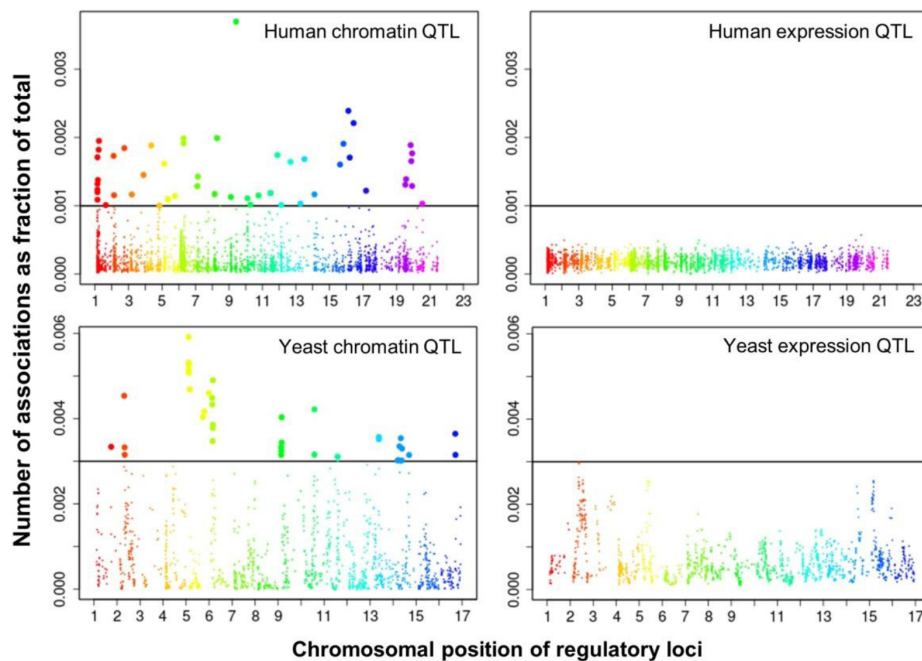 Number of associations as fraction of total
Human chromatin QTL
0.003
0.002
0.001
0.000
1 3 5 7 9 11 13 15 17 19 21 23
Human expression QTL
0.003
0.002
0.001
0.000
1 3 5 7 9 11 13 15 17 19 21 23
Yeast chromatin QTL
0.006
0.004
0.002
0.000
1 2 3 5 6 7 9 11 13 15 17
Yeast expression QTL
0.006
0.004
0.002
0.000
1 2 3 4 5 6 7 9 11 13 15 17
Chromosomal position of regulatory loci